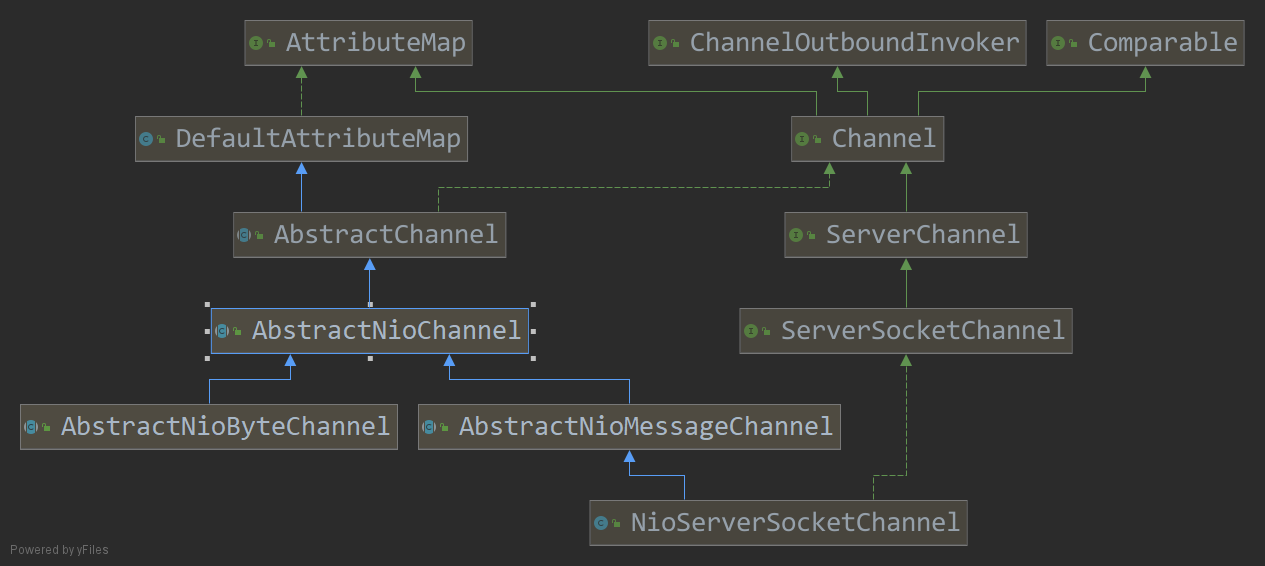 AttributeMap
ChannelOutboundInvoker
Comparable
DefaultAttributeMap
Channel
AbstractChannel
ServerChannel
AbstractNioChannel
ServerSocketChannel
AbstractNioByteChannel
AbstractNioMessageChannel
NioServerSocketChannel
Powered by yFiles